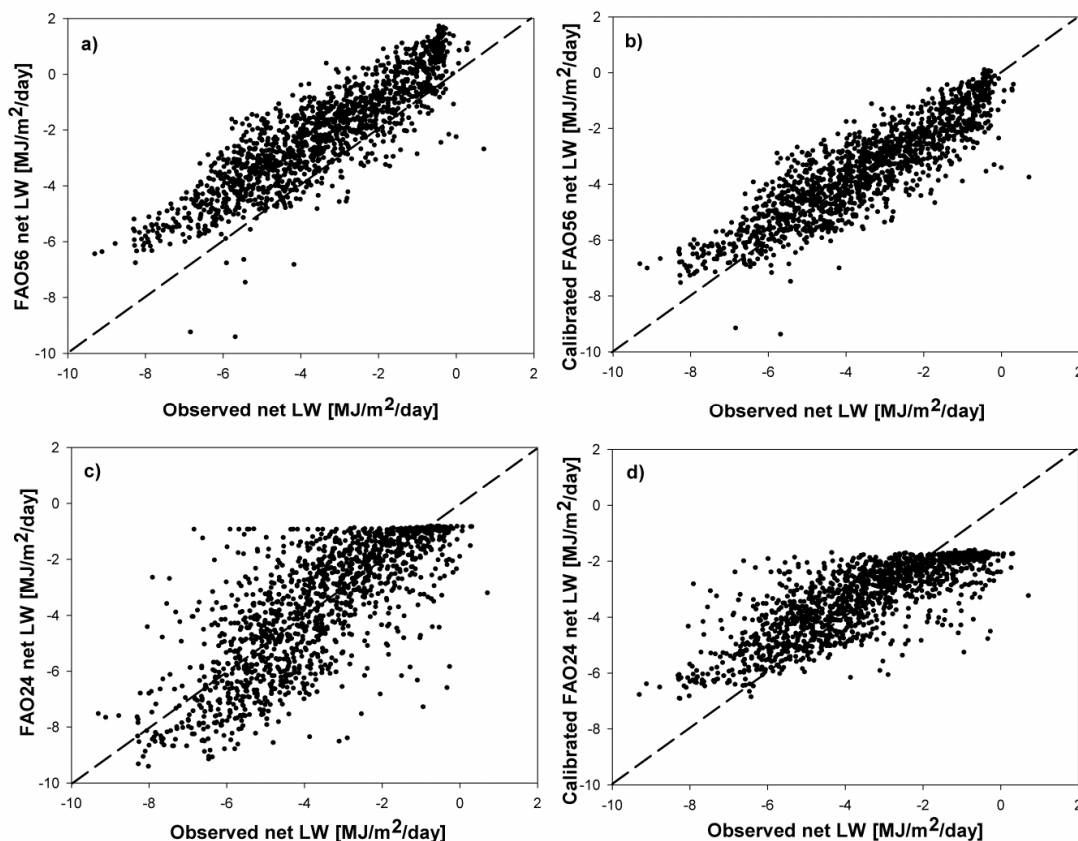 a)
FAO56 net LW [MJ/m²/day]
2
0
-2
-4
-6
-8
-10
-10 -8 -6 -4 -2 0 2
Observed net LW [MJ/m²/day]
b)
Calibrated FAO56 net LW [MJ/m²/day]
2
0
-2
-4
-6
-8
-10
-10 -8 -6 -4 -2 0 2
Observed net LW [MJ/m²/day]
c)
FAO24 net LW [MJ/m²/day]
2
0
-2
-4
-6
-8
-10
-10 -8 -6 -4 -2 0 2
Observed net LW [MJ/m²/day]
d)
Calibrated FAO24 net LW [MJ/m²/day]
2
0
-2
-4
-6
-8
-10
-10 -8 -6 -4 -2 0 2
Observed net LW [MJ/m²/day]